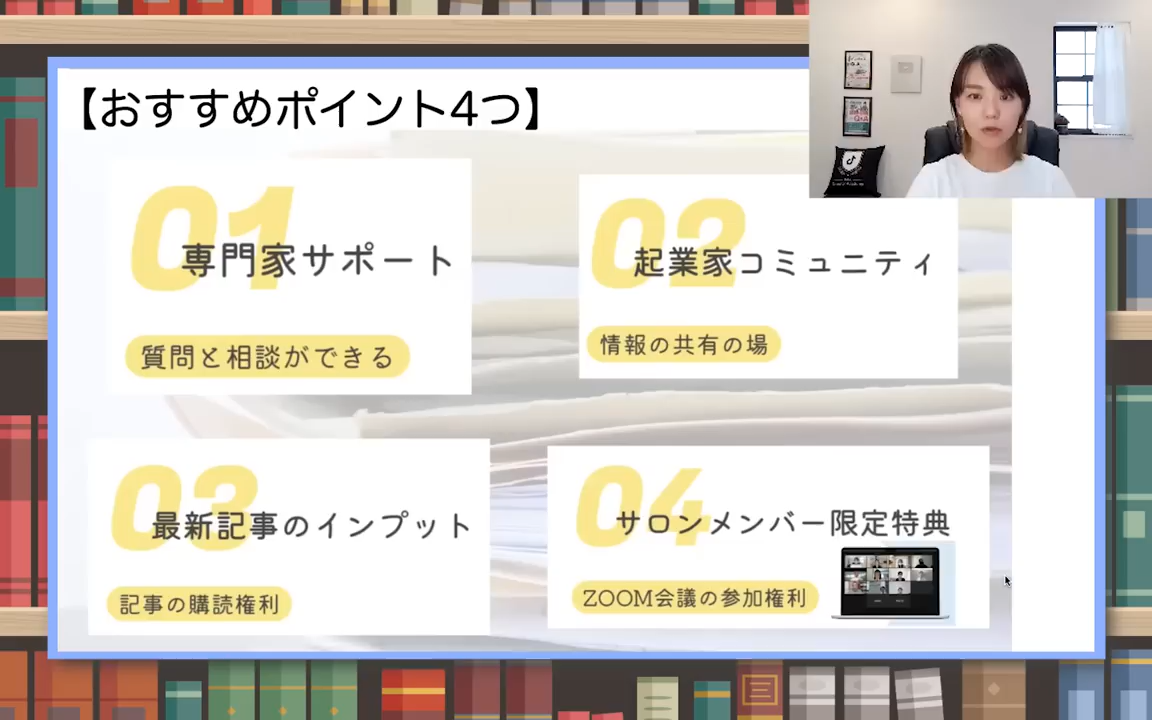 【おすすめポイント4つ】
01
専門家サポート
質問と相談ができる
02
起業家コミュニティ
情報の共有の場
03
最新記事のインプット
記事の購読権利
04
サロンメンバー限定特典
ZOOM会議の参加権利